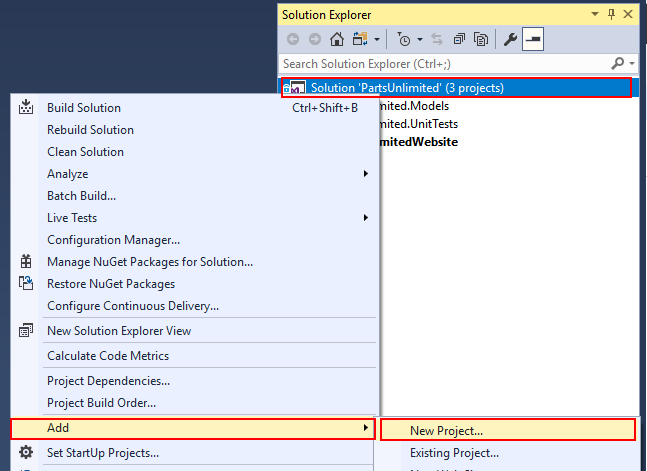 Solution Explorer
Search Solution Explorer (Ctrl+;)
Solution 'PartsUnlimited' (3 projects)
mited.Models
mited.UnitTests
mitedWebsite
Build Solution Ctrl+Shift+B
Rebuild Solution
Clean Solution
Analyze
Batch Build...
Live Tests
Configuration Manager...
Manage NuGet Packages for Solution...
Restore NuGet Packages
Configure Continuous Delivery...
New Solution Explorer View
Calculate Code Metrics
Project Dependencies...
Project Build Order...
Add
New Project...
Set StartUp Projects...
Existing Project...